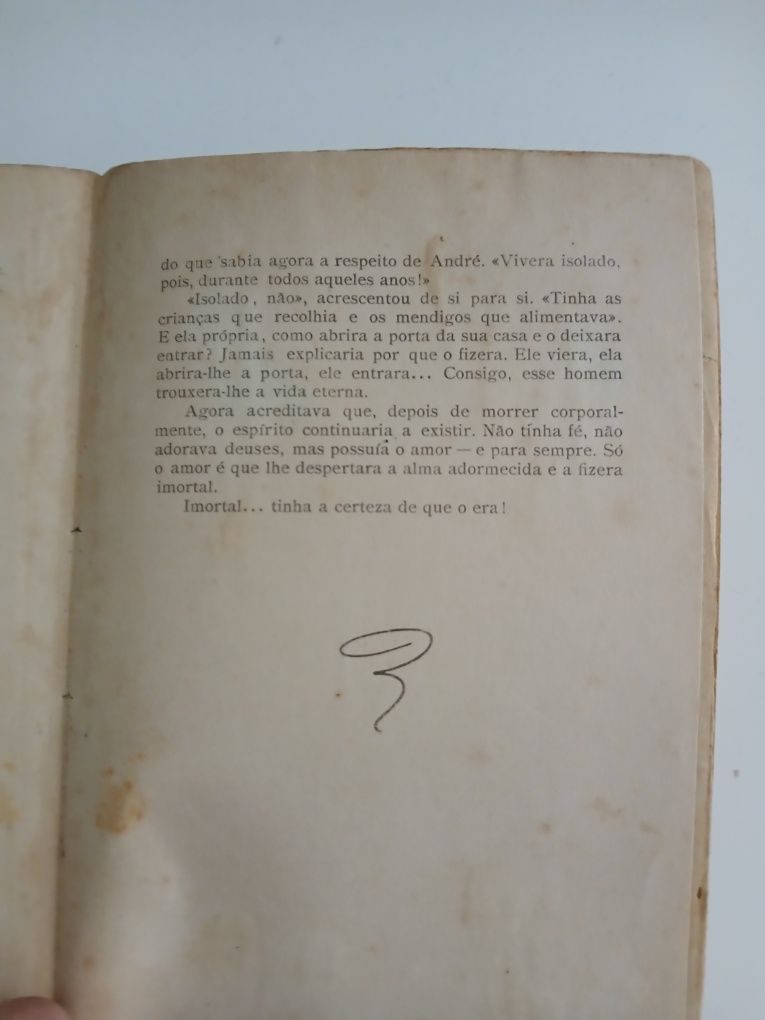 do que sabia agora a respeito de André. «Vivera isolado,
pois, durante todos aqueles anos!»
«Isolado, não», acrescentou de si para si. «Tinha as
crianças que recolhia e os mendigos que alimentava».
E ela própria, como abrira a porta da sua casa e o deixara
entrar? Jamais explicaria por que o fizera. Ele viera, ela
abrira-lhe a porta, ele entrara... Consigo, esse homem
trouxera-lhe a vida eterna.
Agora acreditava que, depois de morrer corporal-
mente, o espírito continuaria a existir. Não tinha fé, não
adorava deuses, mas possuía o amor — e para sempre. Só
o amor é que lhe despertara a alma adormecida e a fizera
imortal.
Imortal... tinha a certeza de que o era!